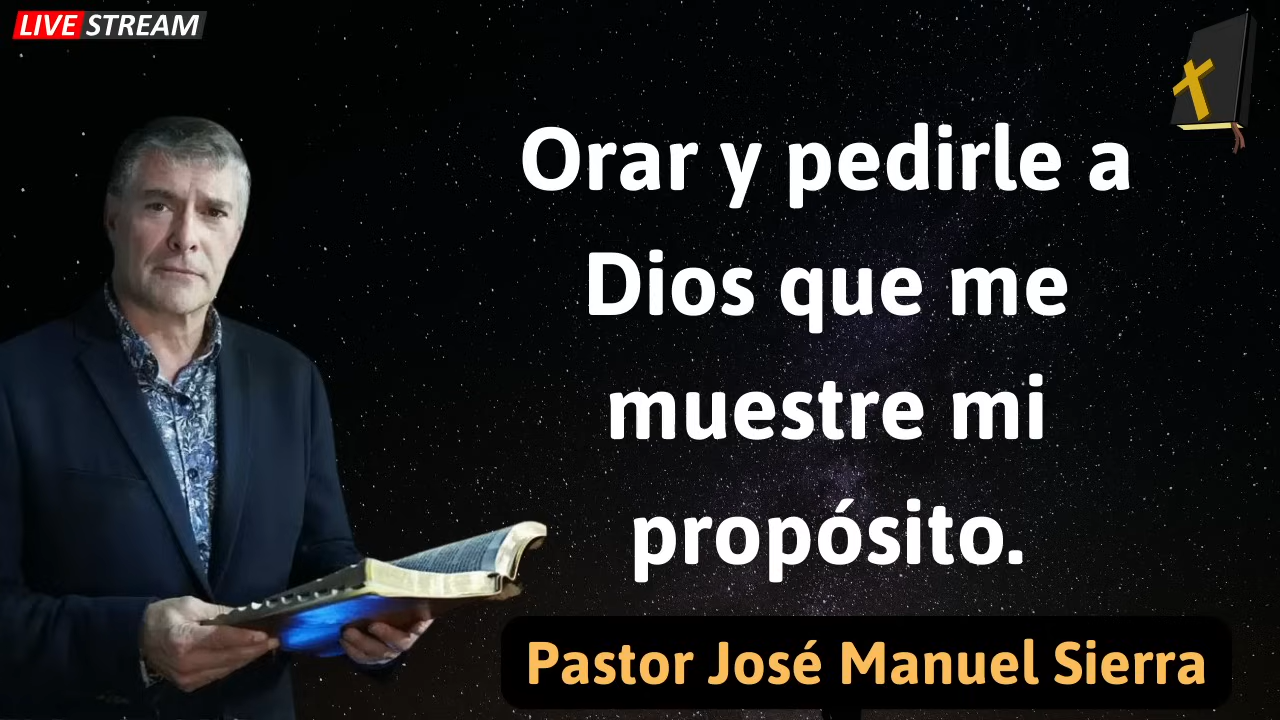 LIVE STREAM
Orar y pedirle a
Dios que me
muestre mi
propósito.
Pastor José Manuel Sierra